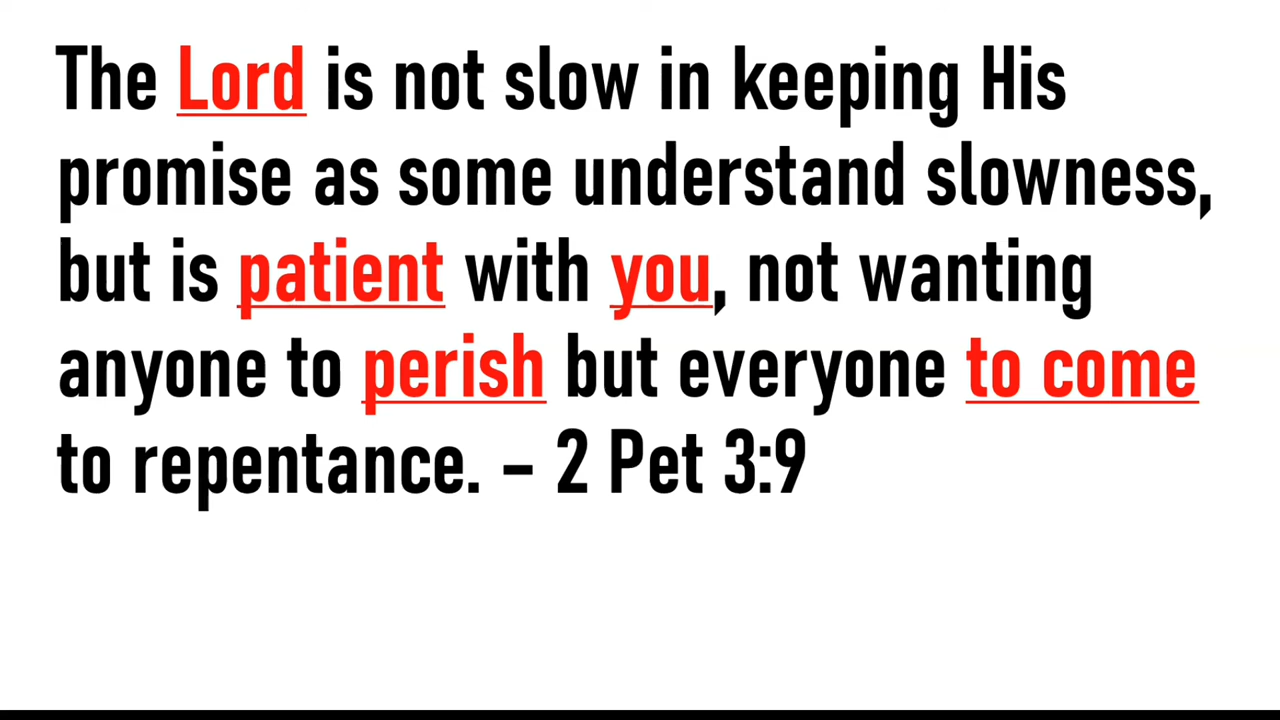 The Lord is not slow in keeping His
promise as some understand slowness,
but is patient with you, not wanting
anyone to perish but everyone to come
to repentance. – 2 Pet 3:9